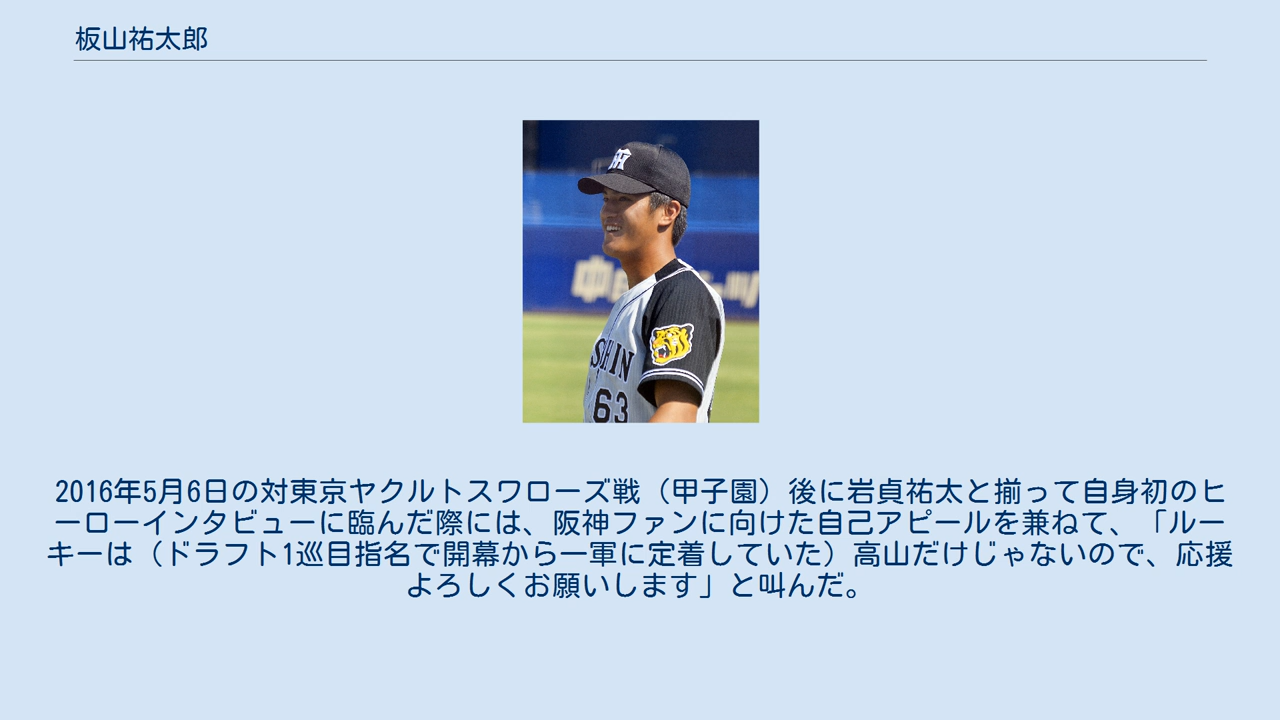 板山祐太郎
中
SHIN
63
2016年5月6日の対東京ヤクルトスワローズ戦（甲子園）後に岩貞祐太と揃って自身初のヒ
ーローインタビューに臨んだ際には、阪神ファンに向けた自己アピールを兼ねて、「ルー
キーは（ドラフト1巡目指名で開幕から一軍に定着していた）高山だけじゃないので、応援
よろしくお願いします」と叫んだ。